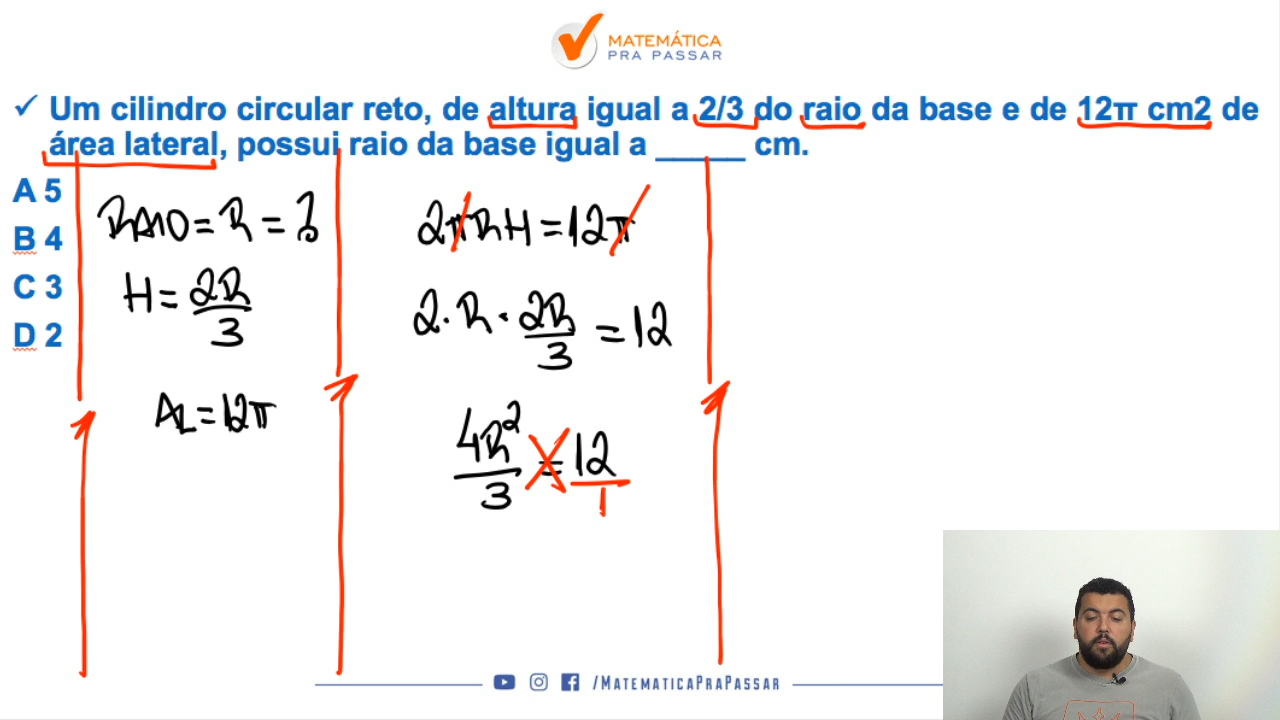 MATEMÁTICA
PRA PASSAR
✓ Um cilindro circular reto, de altura igual a 2/3 do raio da base e de 12π cm2 de
área lateral, possui raio da base igual a _____ cm.
A 5
B 4
C 3
D 2
RAIO = R = ?
H = 2R/3
AL = 12π
2πRH = 12π
2 · R · 2R/3 = 12
4R²/3 = 12/1
/MATEMATICAPRAPASSAR